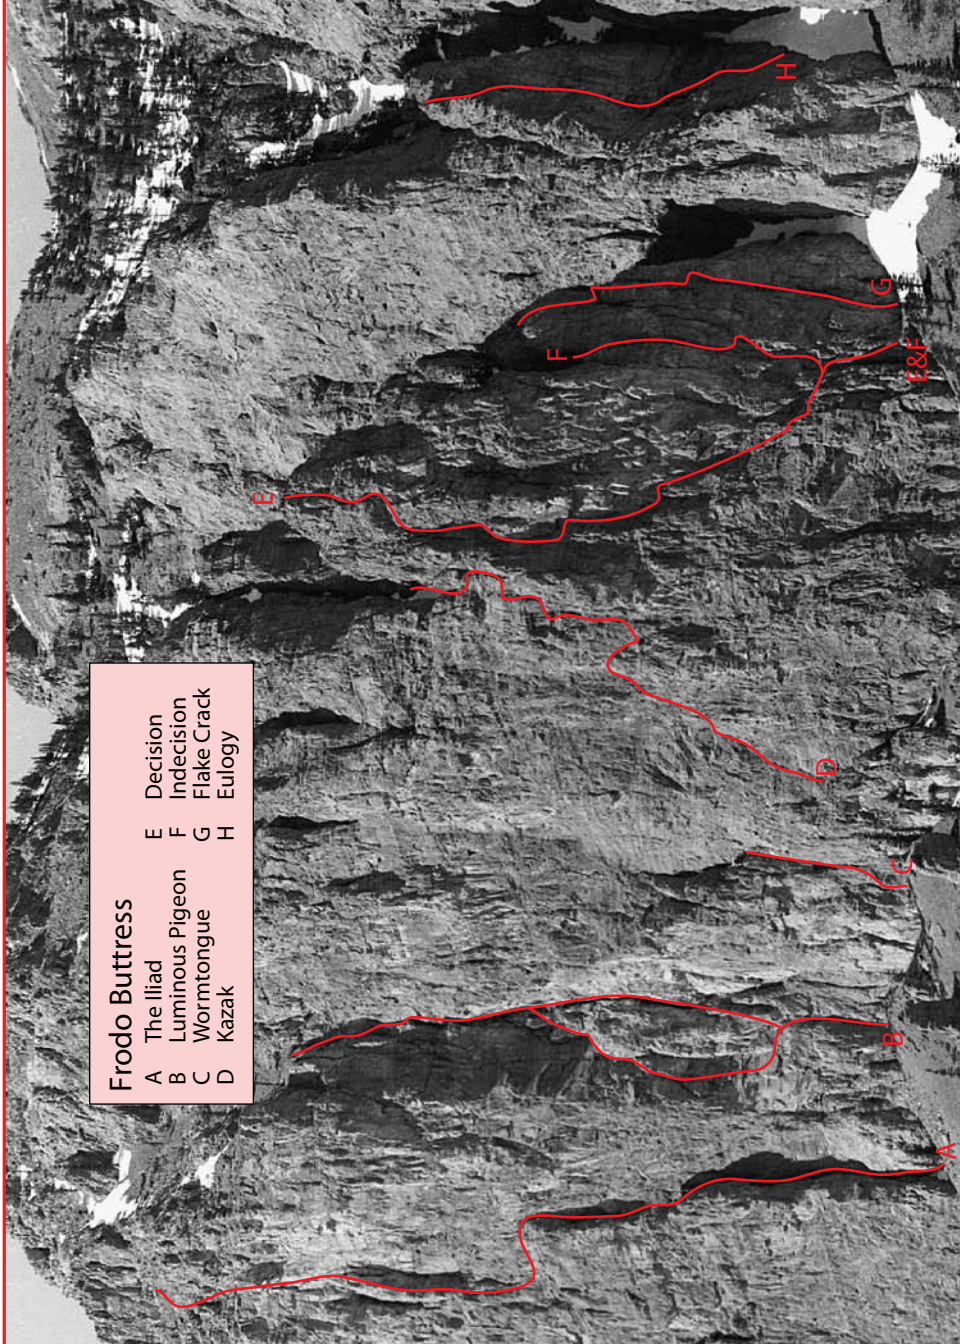 Frodo Buttress
A The Iliad E Decision
B Luminous Pigeon F Indecision
C Wormtongue G Flake Crack
D Kazak H Eulogy
A
B
C
D
E
F
E&F
G
H